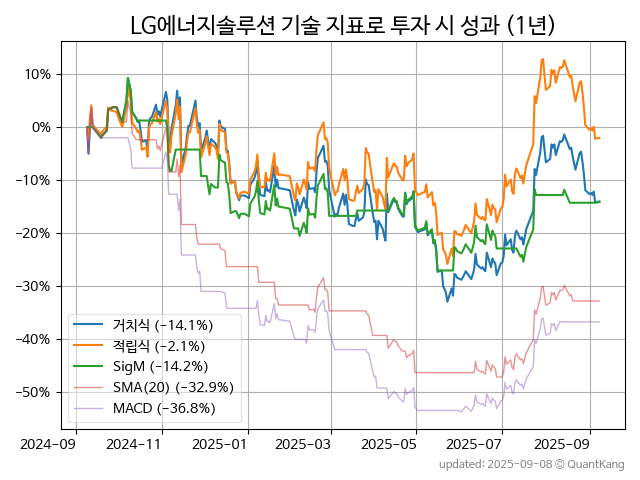 LG에너지솔루션 기술 지표로 투자 시 성과 (1년)
10%
0%
−10%
−20%
−30%
−40%
−50%
거치식 (−14.1%)
적립식 (−2.1%)
SigM (−14.2%)
SMA(20) (−32.9%)
MACD (−36.8%)
2024−09
2024−11
2025−01
2025−03
2025−05
2025−07
2025−09
updated: 2025-09-08 © QuantKang